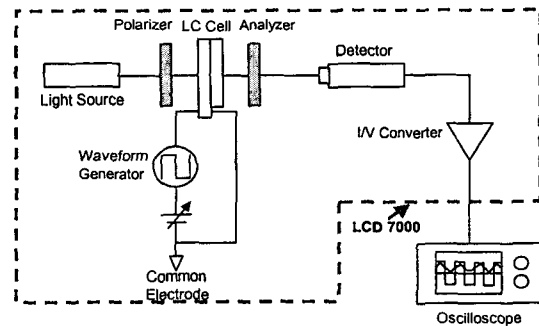 Polarizer
LC Cell
Analyzer
Detector
Light Source
I/V Converter
Waveform
Generator
LCD 7000
Common
Electrode
Oscilloscope